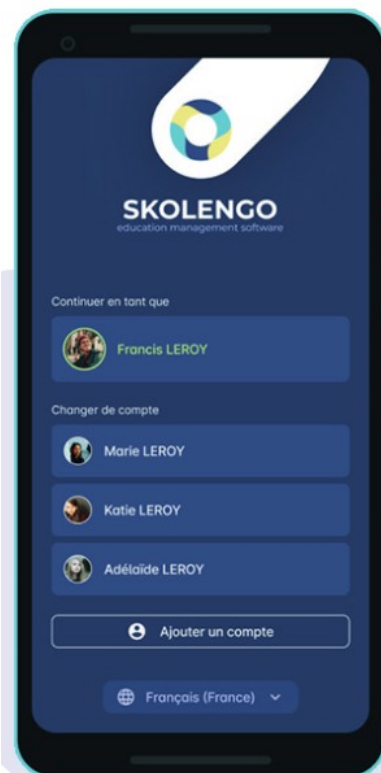 SKOLENGO
education management software
Continuer en tant que
Francis LEROY
Changer de compte
Marie LEROY
Katie LEROY
Adélaïde LEROY
Ajouter un compte
Français (France)